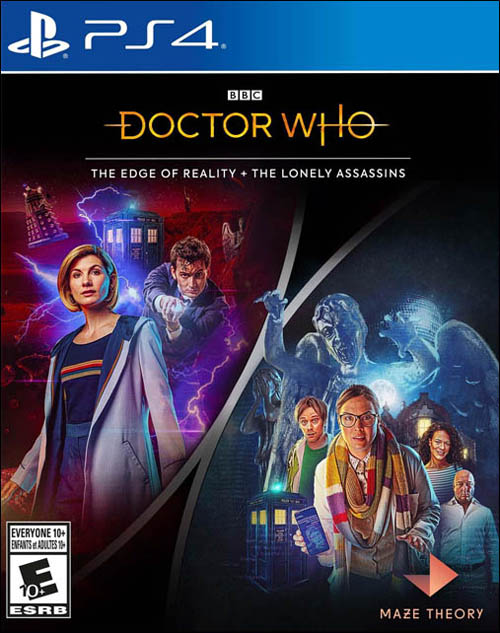 PS4
BBC
DOCTOR WHO
THE EDGE OF REALITY + THE LONELY ASSASSINS
EVERYONE 10+
ENFANTS et ADULTES 10+
E
10+
ESRB
MAZE THEORY